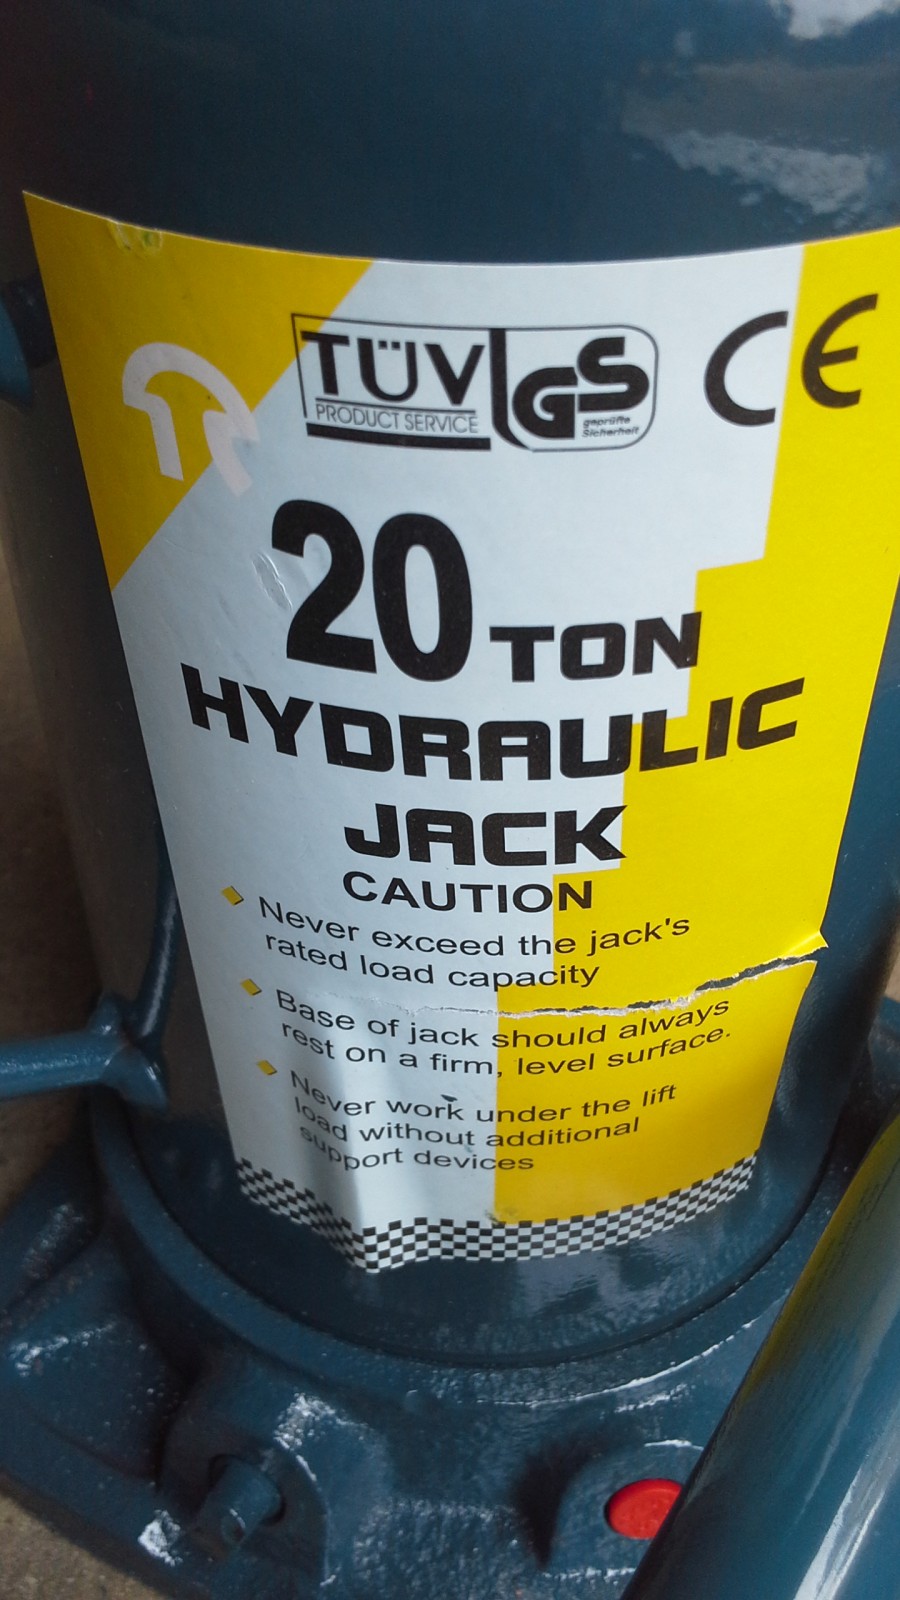 TÜV
PRODUCT SERVICE
GS
geprüfte
Sicherheit
CE
20 TON
HYDRAULIC
JACK
CAUTION
Never exceed the jack's
rated load capacity
Base of jack should always
rest on a firm, level surface.
Never work under the lift
load without additional
support devices